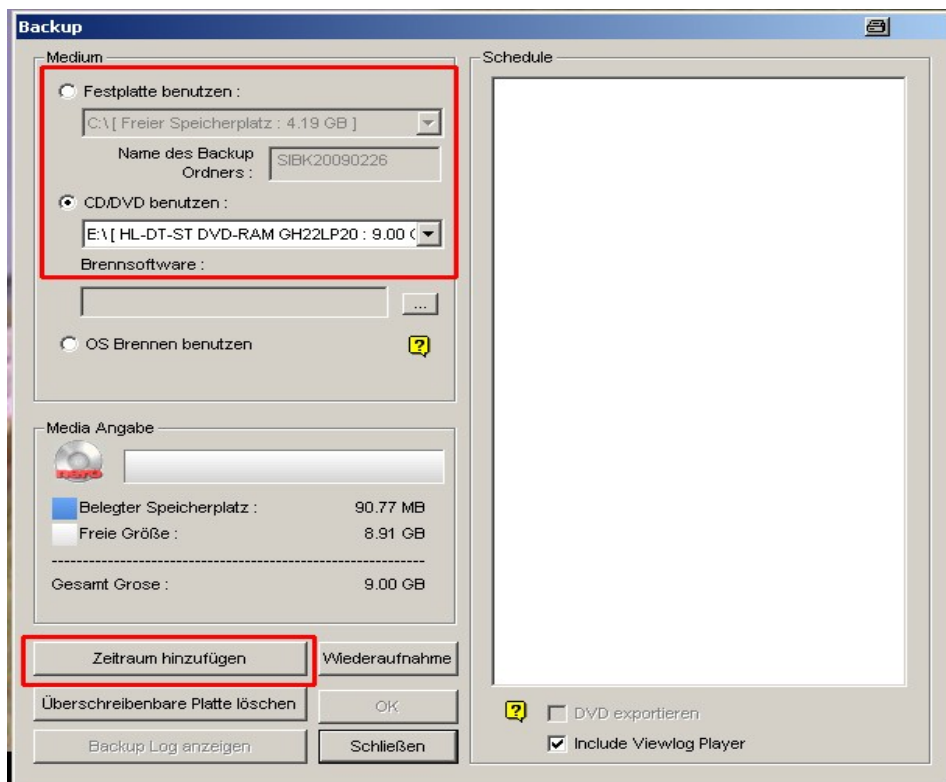 Backup
Medium
Festplatte benutzen :
C:\ [ Freier Speicherplatz : 4.19 GB ]
Name des Backup
Ordners :
SIBK20090226
CD/DVD benutzen :
E:\ [ HL-DT-ST DVD-RAM GH22LP20 : 9.00 
Brennsoftware :
...
OS Brennen benutzen
Media Angabe
nero
Belegter Speicherplatz :
90.77 MB
Freie Größe :
8.91 GB
Gesamt Grose :
9.00 GB
Zeitraum hinzufügen
Wiederaufnahme
Überschreibenbare Platte löschen
OK
Backup Log anzeigen
Schließen
Schedule
DVD exportieren
Include Viewlog Player